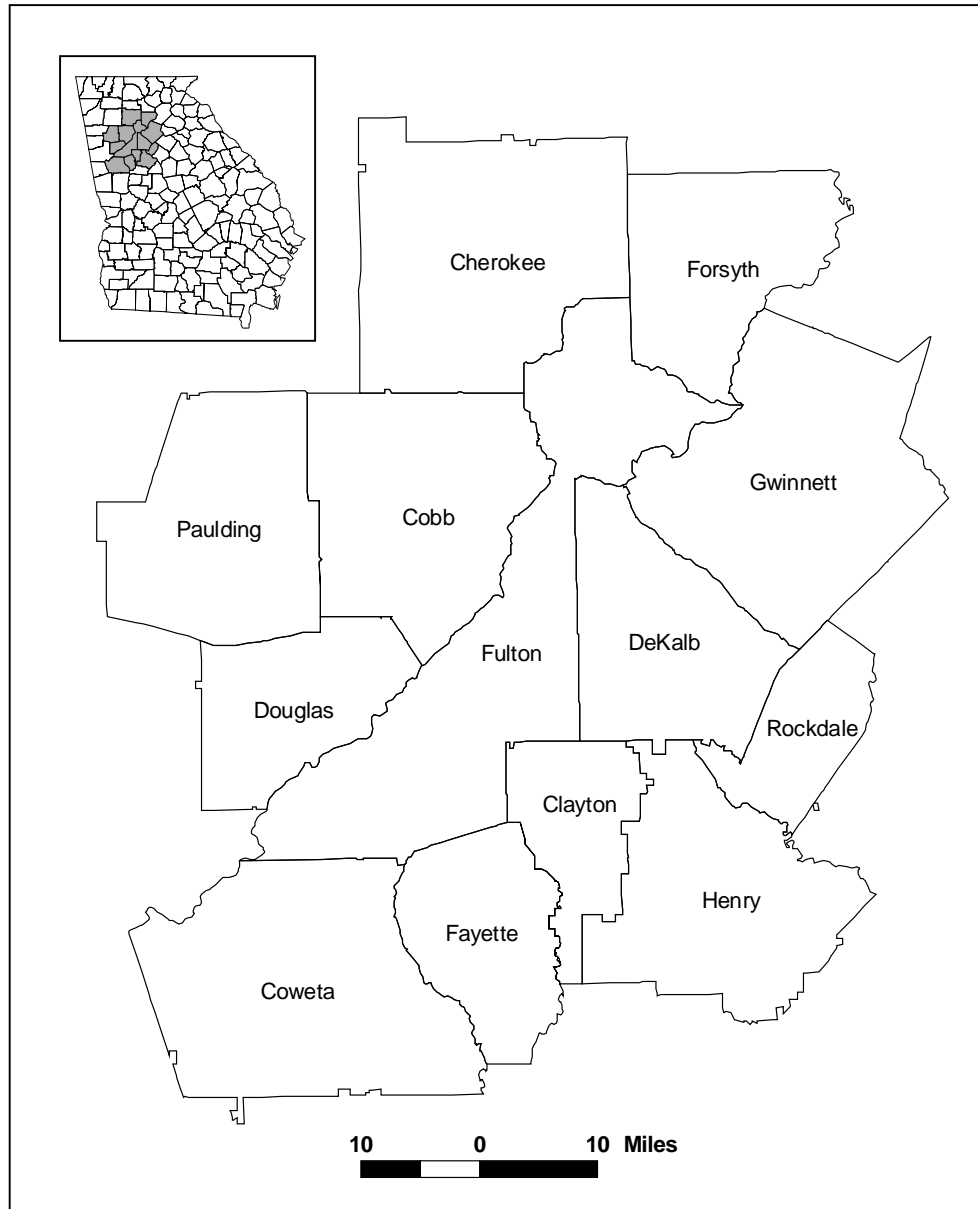 Cherokee
Forsyth
Gwinnett
Paulding
Cobb
Fulton
DeKalb
Douglas
Rockdale
Clayton
Henry
Fayette
Coweta
10 0 10 Miles